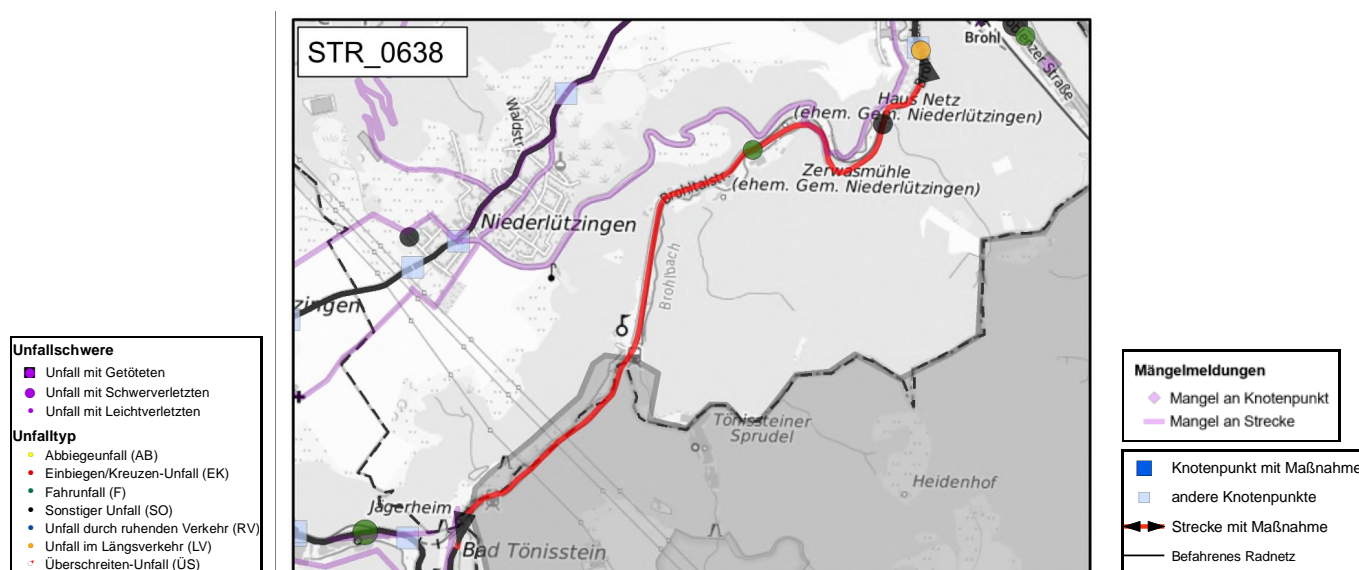 STR_0638
Brohl
Waldstr.
Haus Netz
(ehem. Gem. Niederlützingen)
Zerwasmühle
(ehem. Gem. Niederlützingen)
Brohltalstr.
Niederlützingen
Brohlbach
zingen
Tönissteiner
Sprudel
Heidenhof
Jägerheim
Bad Tönisstein
Unfallschwere
Unfall mit Getöteten
Unfall mit Schwerverletzten
Unfall mit Leichtverletzten
Unfalltyp
Abbiegeunfall (AB)
Einbiegen/Kreuzen-Unfall (EK)
Fahrunfall (F)
Sonstiger Unfall (SO)
Unfall durch ruhenden Verkehr (RV)
Unfall im Längsverkehr (LV)
Überschreiten-Unfall (ÜS)
Mängelmeldungen
Mangel an Knotenpunkt
Mangel an Strecke
Knotenpunkt mit Maßnahme
andere Knotenpunkte
Strecke mit Maßnahme
Befahrenes Radnetz